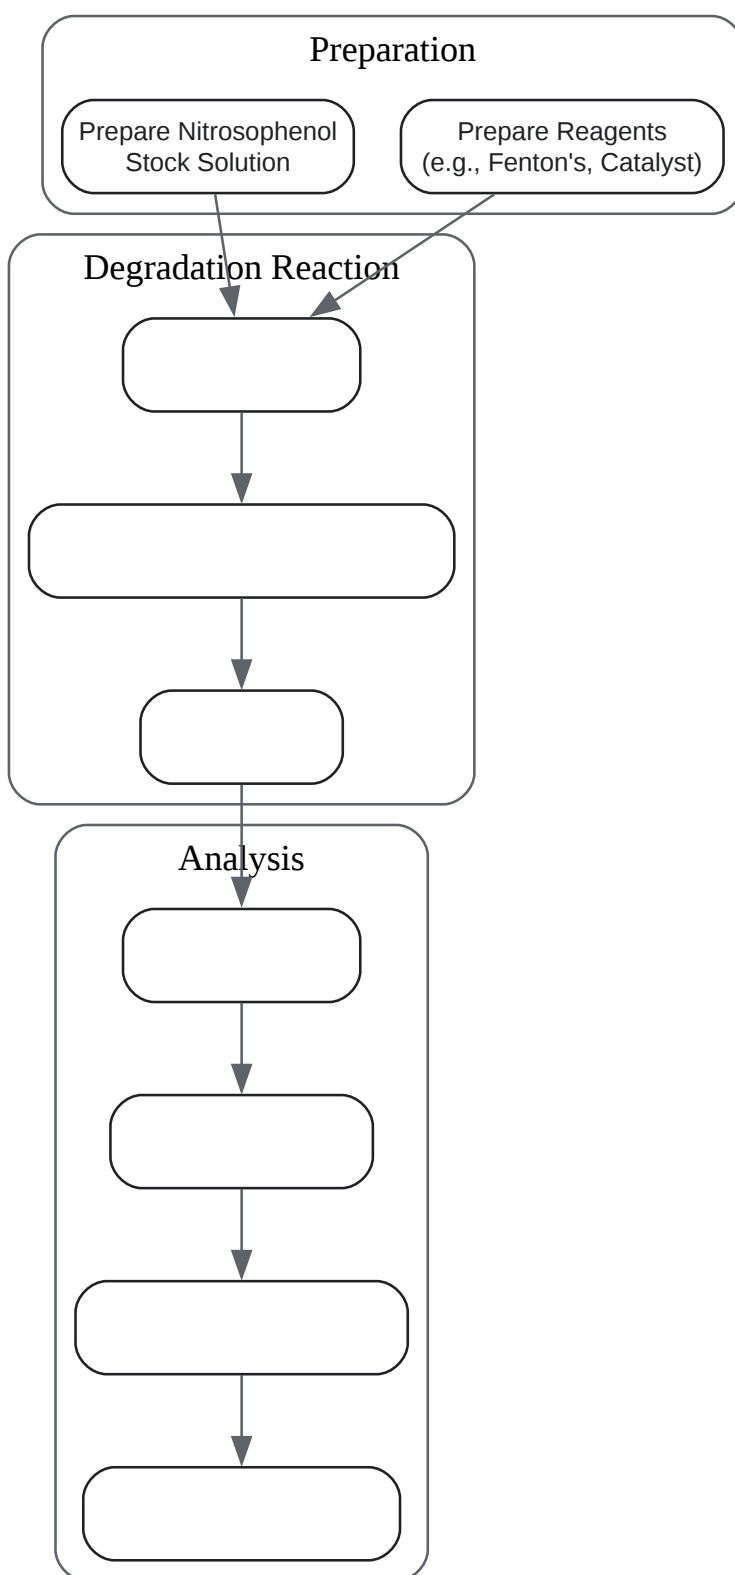 Preparation
Prepare Nitrosophenol
Stock Solution
Prepare Reagents
(e.g., Fenton's, Catalyst)
Degradation Reaction
Analysis